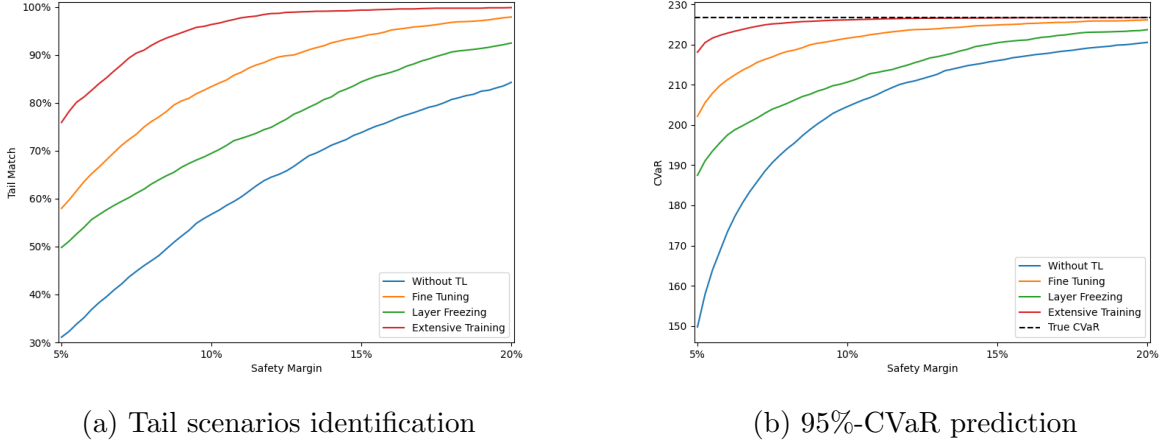 100%
90%
80%
70%
60%
50%
40%
30%
Tail Match
5%
10%
15%
20%
Safety Margin
Without TL
Fine Tuning
Layer Freezing
Extensive Training
(a) Tail scenarios identification
230
220
210
200
190
180
170
160
150
CVaR
5%
10%
15%
20%
Safety Margin
Without TL
Fine Tuning
Layer Freezing
Extensive Training
True CVaR
(b) 95%-CVaR prediction